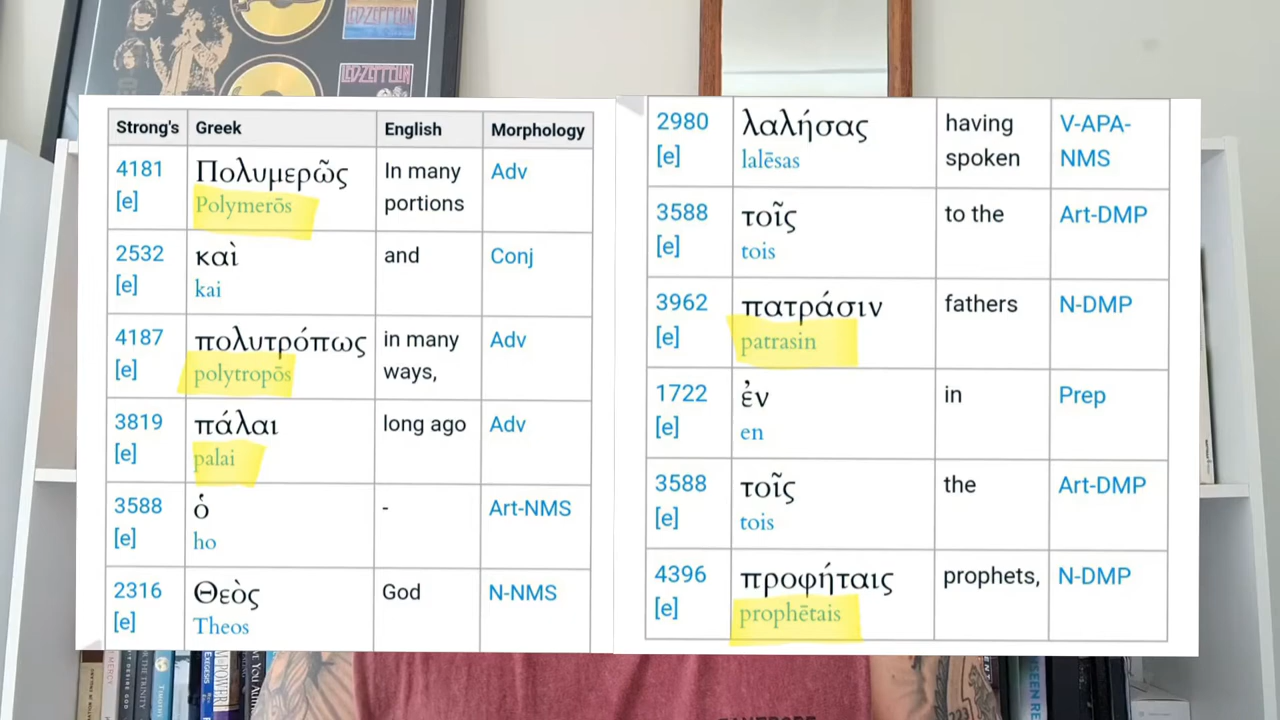 LED-ZEPPELIN
LED-ZEPPELIN
Strong's Greek English Morphology
4181 Πολυμερῶς In many Adv
[e] Polymerōs portions
2532 καὶ and Conj
[e] kai
4187 πολυτρόπως in many Adv
[e] polytropōs ways,
3819 πάλαι long ago Adv
[e] palai
3588 ὁ - Art-NMS
[e] ho
2316 Θεὸς God N-NMS
[e] Theos
2980 λαλήσας having V-APA-
[e] lalēsas spoken NMS
3588 τοῖς to the Art-DMP
[e] tois
3962 πατράσιν fathers N-DMP
[e] patrasin
1722 ἐν in Prep
[e] en
3588 τοῖς the Art-DMP
[e] tois
4396 προφήταις prophets, N-DMP
[e] prophētais